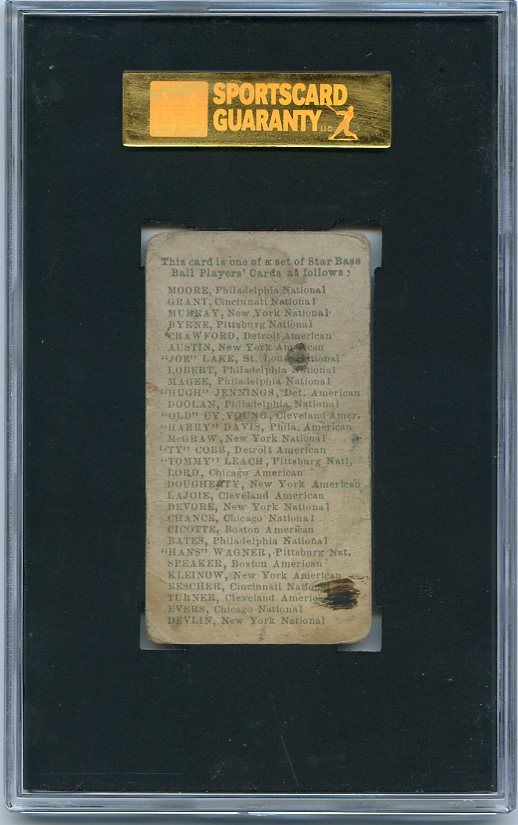 SPORTSCARD
GUARANTY LLC
This card is one of a set of Star Base
Ball Players' Cards as follows:
MOORE, Philadelphia National
GRANT, Cincinnati National
MURRAY, New York National
BYRNE, Pittsburg National
CRAWFORD, Detroit American
AUSTIN, New York American
"JOE" LAKE, St. Louis National
LOBERT, Philadelphia National
MAGEE, Philadelphia National
"HUGH" JENNINGS, Det. American
DOOLAN, Philadelphia National
"OLD" CY YOUNG, Cleveland Amer.
"HARRY" DAVIS, Phila. American
McGRAW, New York National
"TY" COBB, Detroit American
"TOMMY" LEACH, Pittsburg Natl.
LORD, Chicago American
DOUGHERTY, New York American
LAJOIE, Cleveland American
DEVORE, New York National
CHANCE, Chicago National
CICOTTE, Boston American
BATES, Philadelphia National
"HANS" WAGNER, Pittsburg Nat.
SPEAKER, Boston American
KLEINOW, New York American
BESCHER, Cincinnati National
TURNER, Cleveland American
EVERS, Chicago National
DEVLIN, New York National